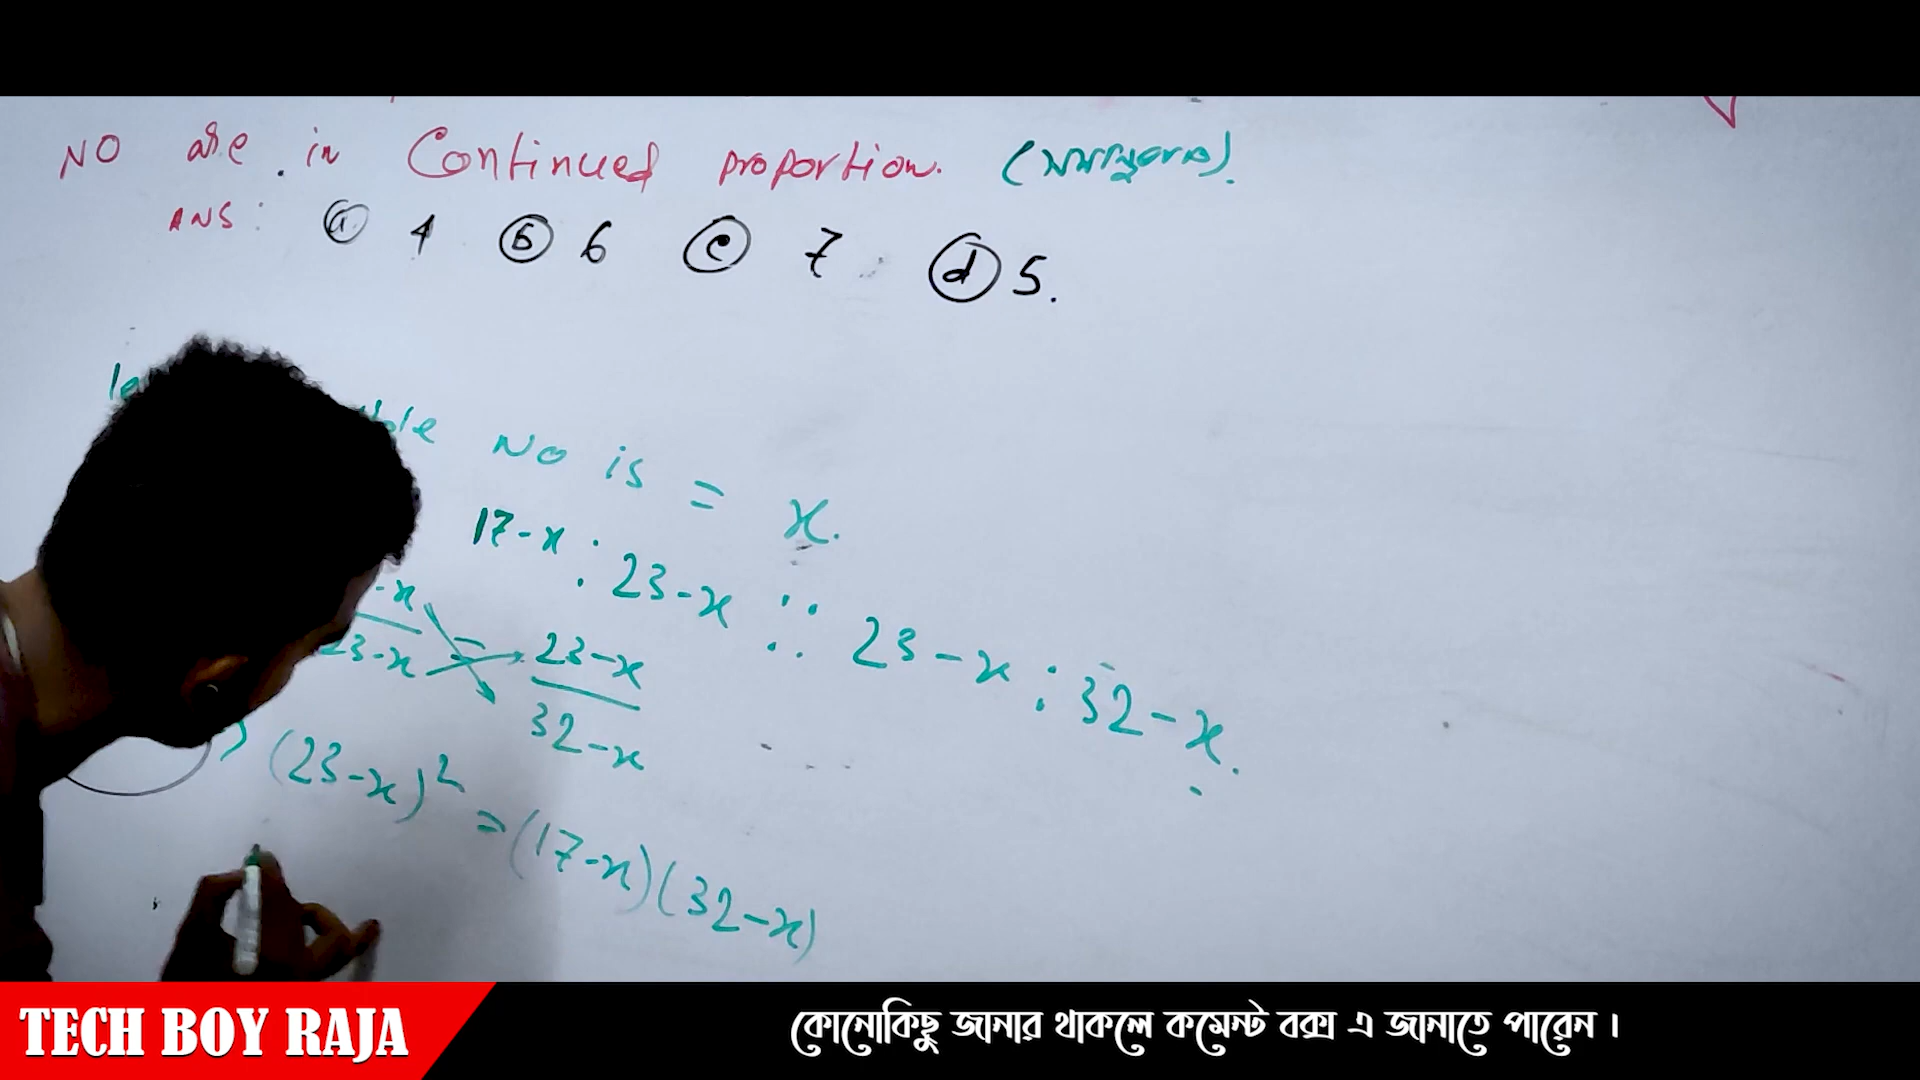 NO are in Continued proportion. (সমানুপাত).
ANS: ⓐ 4 ⓑ 6 ⓒ 7 ⓓ 5.
NO is = x.
17-x : 23-x :: 23-x : 32-x.
-x
23-x = 23-x
32-x
(23-x)² = (17-x)(32-x)
TECH BOY RAJA
কোনোকিছু জানার থাকলে কমেন্ট বক্স এ জানাতে পারেন।